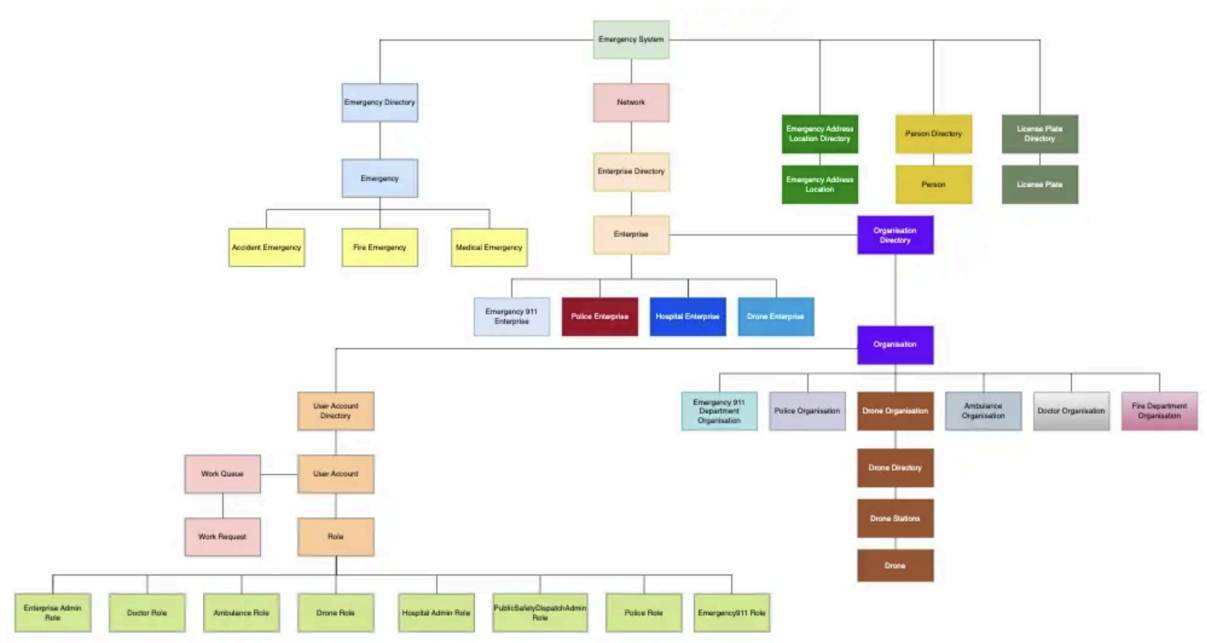 Emergency System
Emergency Directory
Network
Emergency Address
Location Directory
Person Directory
License Plate
Directory
Enterprise Directory
Emergency
Emergency Address
Location
Person
License Plate
Accident Emergency
Fire Emergency
Medical Emergency
Enterprise
Organisation
Directory
Emergency 911
Enterprise
Police Enterprise
Hospital Enterprise
Drone Enterprise
Organisation
User Account
Directory
Emergency 911
Department
Organisation
Police Organisation
Drone Organisation
Ambulance
Organisation
Doctor Organisation
Fire Department
Organisation
Work Queue
User Account
Drone Directory
Work Request
Role
Drone Stations
Drone
Enterprise Admin
Role
Doctor Role
Ambulance Role
Drone Role
Hospital Admin Role
PublicSafetyDispatchAdmin
Role
Police Role
Emergency911 Role